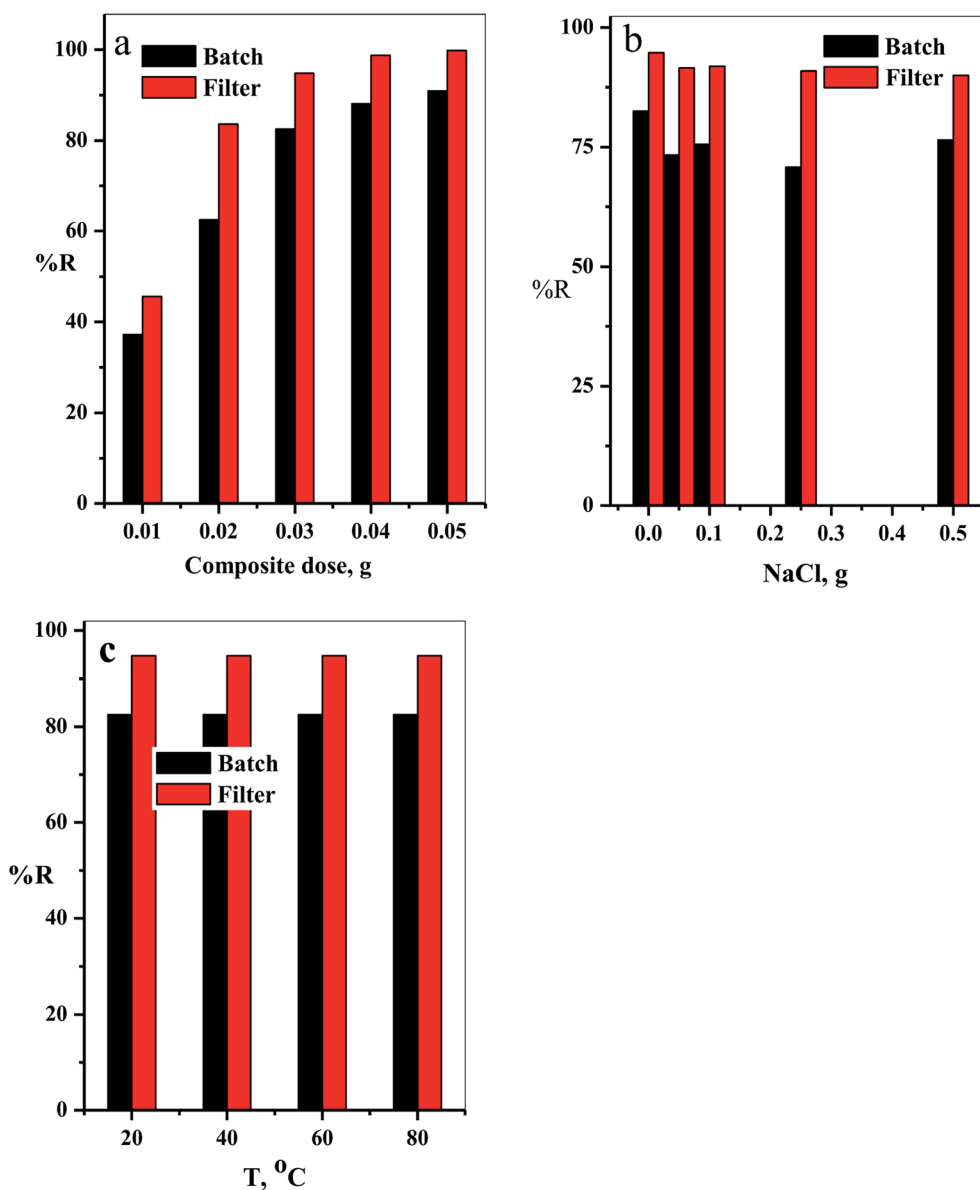 a
Batch
Filter
100
80
60
40
20
0
%R
0.01 0.02 0.03 0.04 0.05
Composite dose, g
b
Batch
Filter
100
75
50
25
0
%R
0.0 0.1 0.2 0.3 0.4 0.5
NaCl, g
c
Batch
Filter
100
80
60
40
20
0
%R
20 40 60 80
T, °C